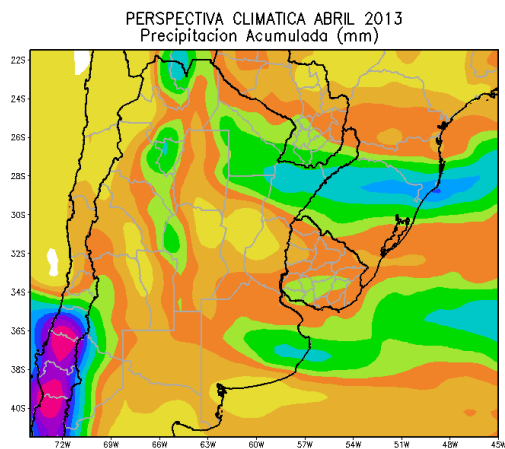 PERSPECTIVA CLIMATICA ABRIL 2013
Precipitacion Acumulada (mm)
22S
24S
26S
28S
30S
32S
34S
36S
38S
40S
72W 69W 66W 63W 60W 57W 54W 51W 48W 45W